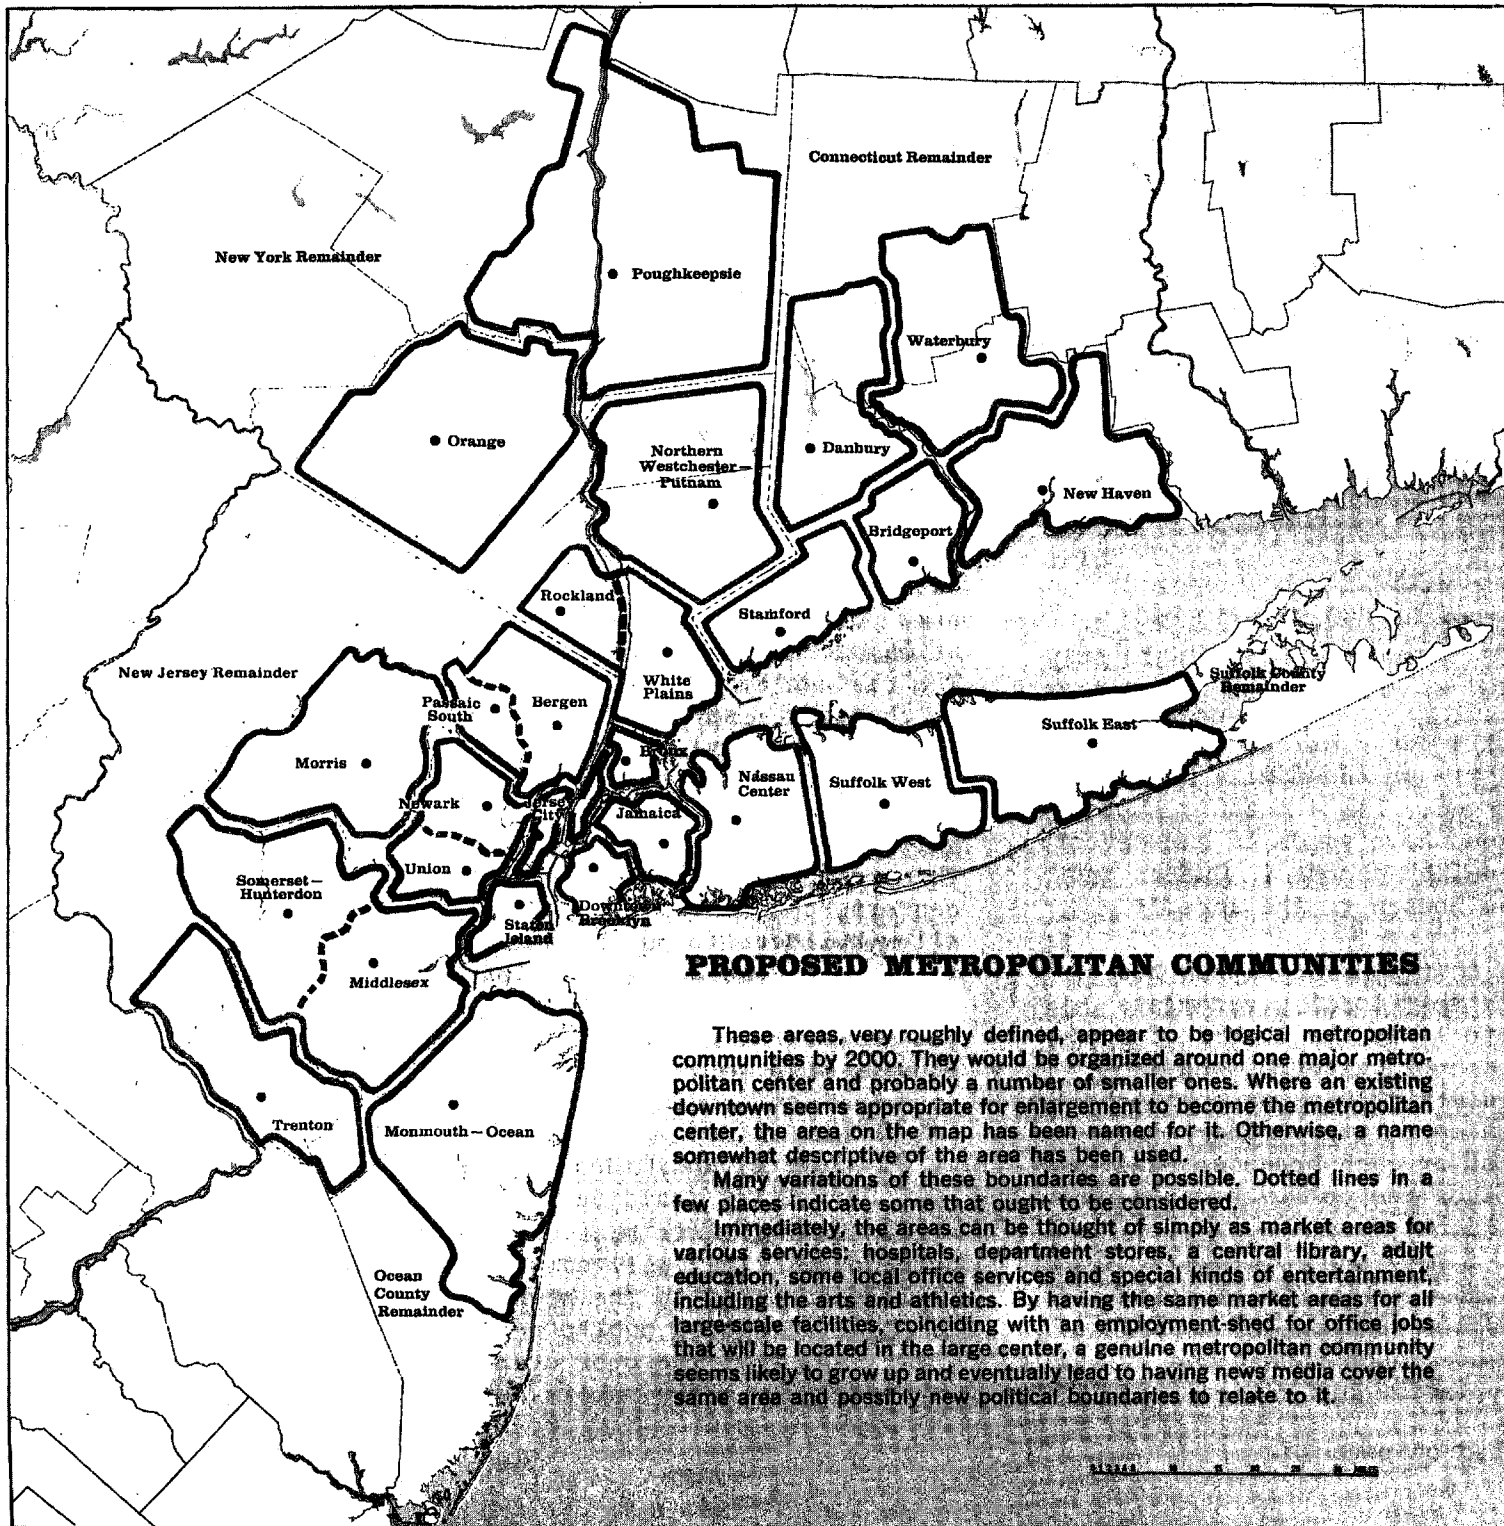 Connecticut Remainder
New York Remainder
Poughkeepsie
Waterbury
Orange
Northern
Westchester—
Putnam
Danbury
New Haven
Bridgeport
Rockland
Stamford
New Jersey Remainder
White
Plains
Suffolk County
Remainder
Passaic
South
Bergen
Suffolk East
Morris
Bronx
Nassau
Center
Suffolk West
Newark
Jersey
City
Jamaica
Union
Somerset—
Hunterdon
Staten
Island
Downtown
Brooklyn
Middlesex
PROPOSED METROPOLITAN COMMUNITIES
These areas, very roughly defined, appear to be logical metropolitan
communities by 2000. They would be organized around one major metro-
politan center and probably a number of smaller ones. Where an existing
downtown seems appropriate for enlargement to become the metropolitan
center, the area on the map has been named for it. Otherwise, a name
somewhat descriptive of the area has been used.
Many variations of these boundaries are possible. Dotted lines in a
few places indicate some that ought to be considered.
Immediately, the areas can be thought of simply as market areas for
various services: hospitals, department stores, a central library, adult
education, some local office services and special kinds of entertainment,
including the arts and athletics. By having the same market areas for all
large-scale facilities, coinciding with an employment-shed for office jobs
that will be located in the large center, a genuine metropolitan community
seems likely to grow up and eventually lead to having news media cover the
same area and possibly new political boundaries to relate to it.
Trenton
Monmouth—Ocean
Ocean
County
Remainder